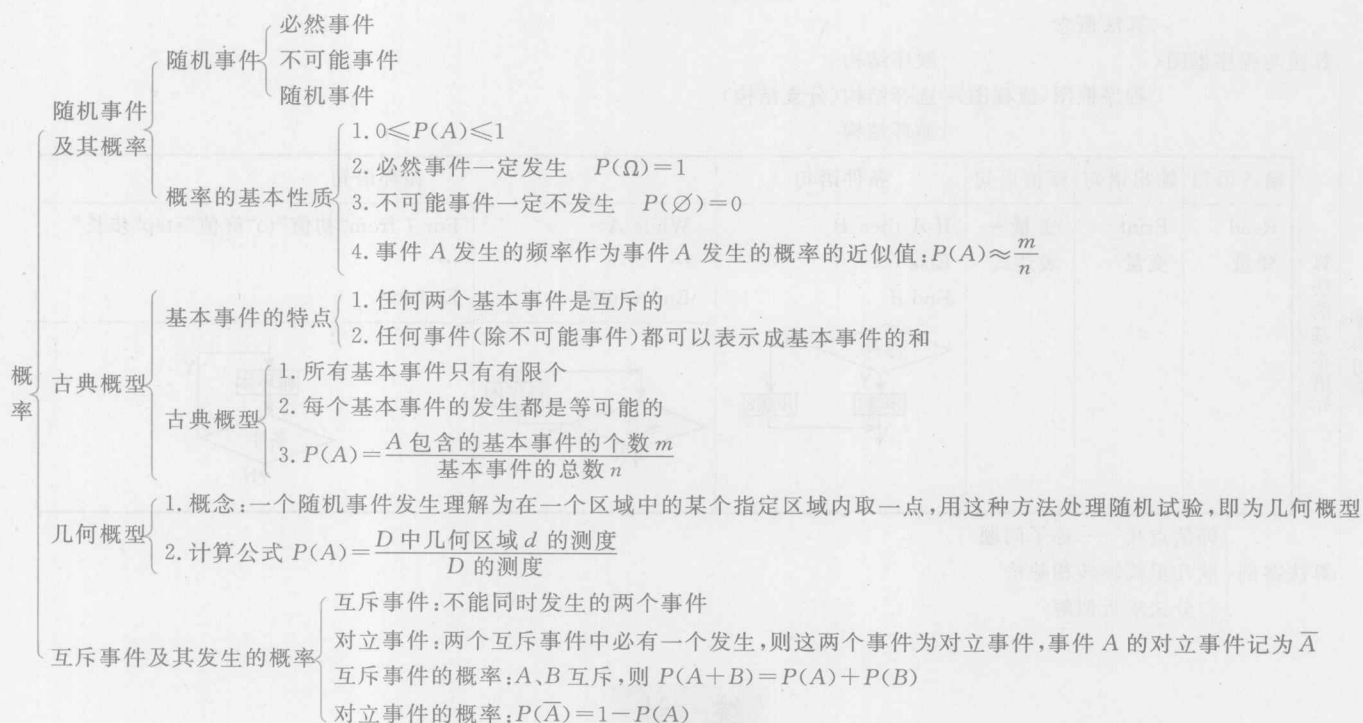 必然事件
随机事件 不可能事件
随机事件
随机事件
及其概率
1.0≤P(A)≤1
2.必然事件一定发生 P(Ω)=1
概率的基本性质
3.不可能事件一定不发生 P(∅)=0
4.事件 A 发生的频率作为事件 A 发生的概率的近似值:P(A)≈m/n
基本事件的特点
1.任何两个基本事件是互斥的
2.任何事件(除不可能事件)都可以表示成基本事件的和
概
率
古典概型
1.所有基本事件只有有限个
古典概型
2.每个基本事件的发生都是等可能的
3.P(A)=A 包含的基本事件的个数 m/基本事件的总数 n
几何概型
1.概念:一个随机事件发生理解为在一个区域中的某个指定区域内取一点,用这种方法处理随机试验,即为几何概型
2.计算公式 P(A)=D 中几何区域 d 的测度/D 的测度
互斥事件及其发生的概率
互斥事件:不能同时发生的两个事件
对立事件:两个互斥事件中必有一个发生,则这两个事件为对立事件,事件 A 的对立事件记为 A̅
互斥事件的概率:A、B 互斥,则 P(A+B)=P(A)+P(B)
对立事件的概率:P(A̅)=1-P(A)